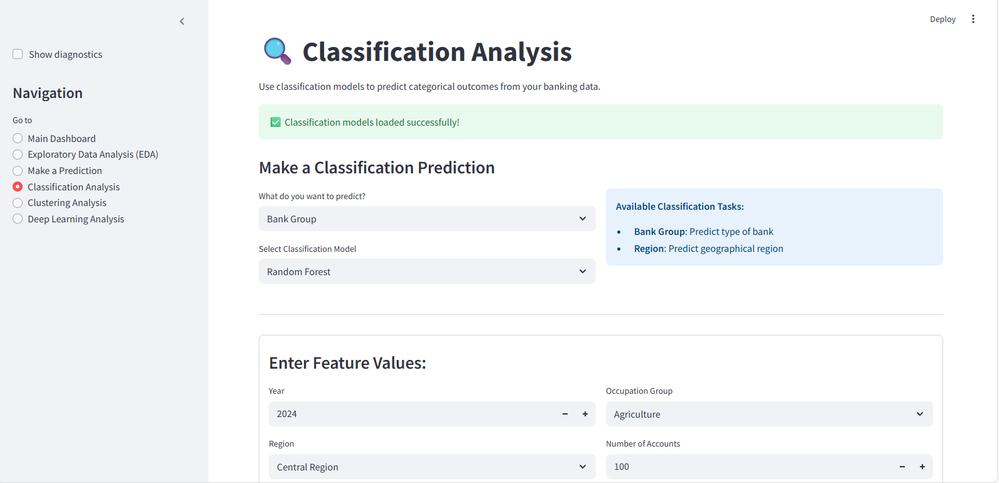 Deploy
Show diagnostics
Navigation
Go to
Main Dashboard
Exploratory Data Analysis (EDA)
Make a Prediction
Classification Analysis
Clustering Analysis
Deep Learning Analysis
Classification Analysis
Use classification models to predict categorical outcomes from your banking data.
Classification models loaded successfully!
Make a Classification Prediction
What do you want to predict?
Bank Group
Select Classification Model
Random Forest
Available Classification Tasks:
• Bank Group: Predict type of bank
• Region: Predict geographical region
Enter Feature Values:
Year
2024
Occupation Group
Agriculture
Region
Central Region
Number of Accounts
100